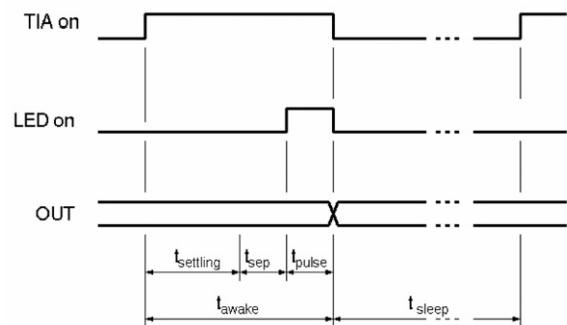 TIA on
LED on
OUT
tsettling tsep tpulse
tawake tsleep